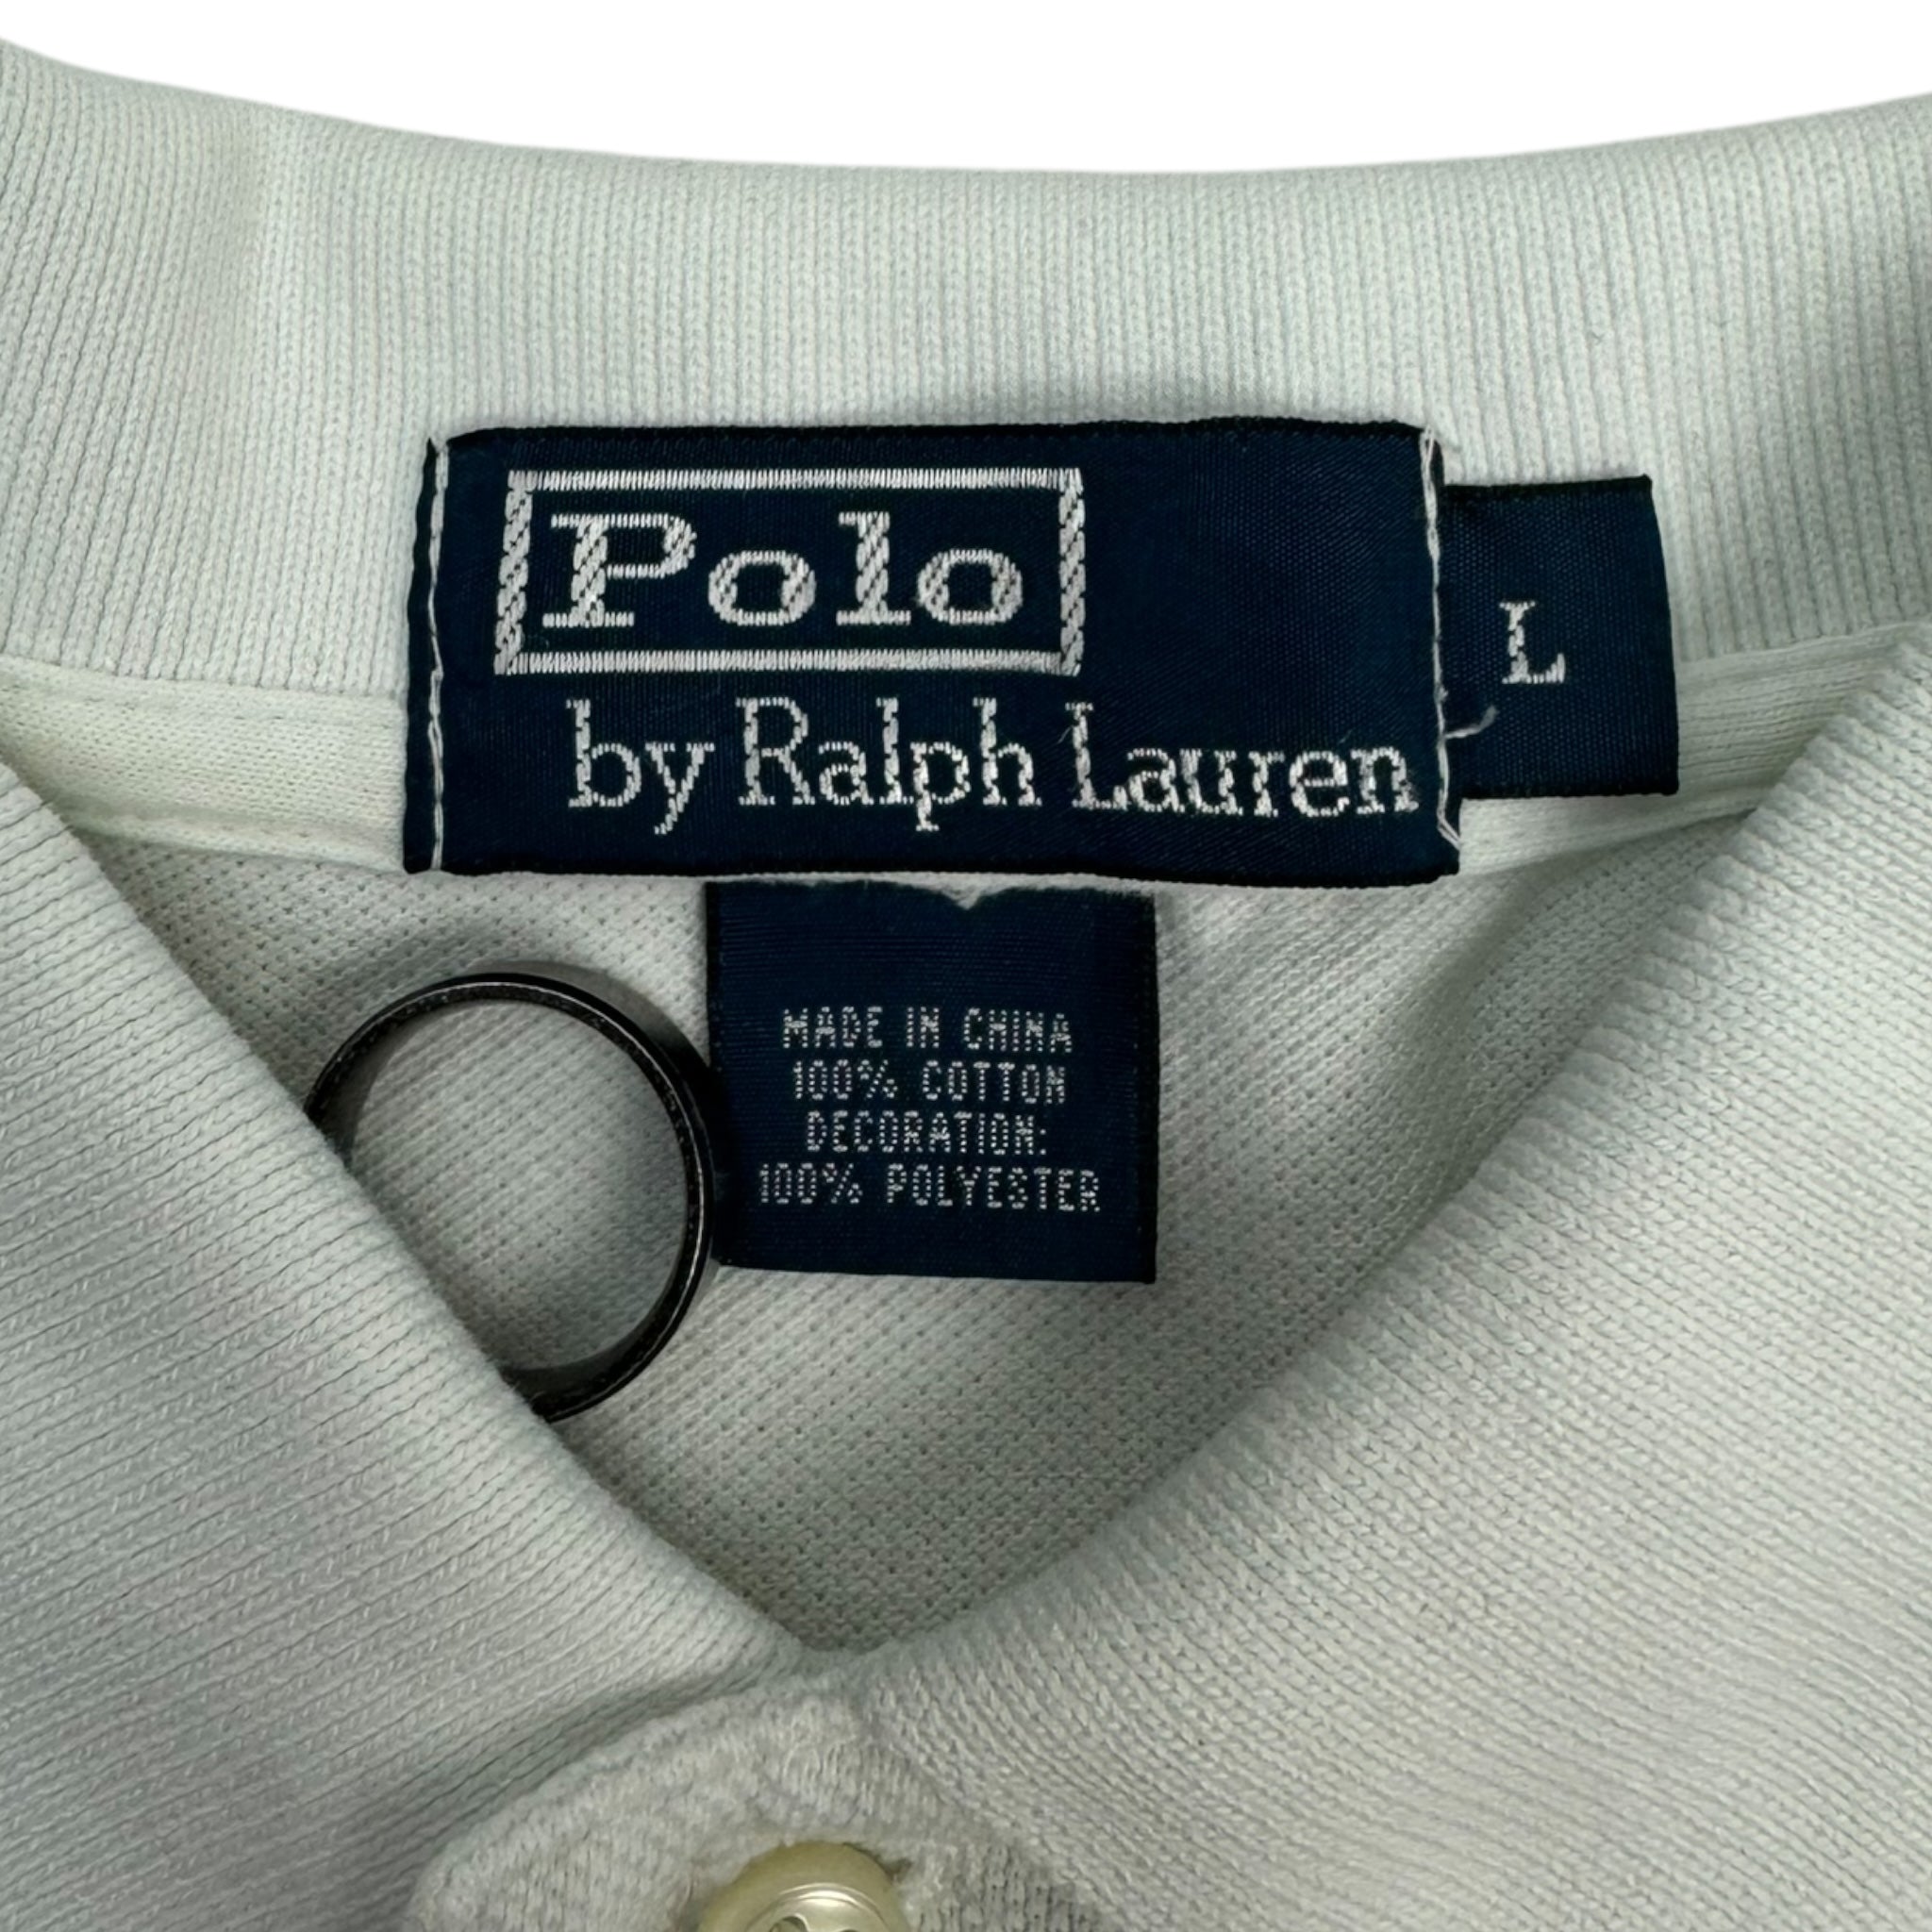 Polo
by Ralph Lauren
L
MADE IN CHINA
100% COTTON
DECORATION:
100% POLYESTER